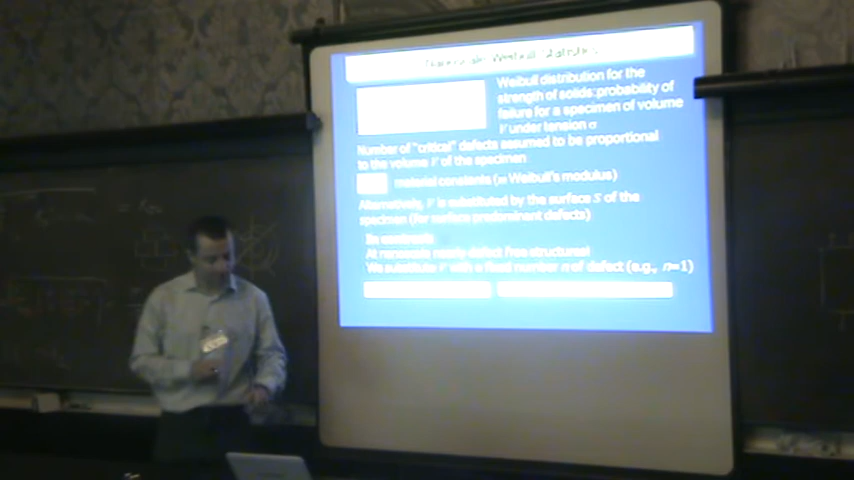 Nanoscale Weibull Statistics
Weibull distribution for the
strength of solids: probability of
failure for a specimen of volume
V under tension σ
Number of "critical" defects assumed to be proportional
to the volume V of the specimen
material constants (m Weibull's modulus)
Alternatively, V is substituted by the surface S of the
specimen (for surface predominant defects)
At nanoscale nearly defect free structures!
We substitute V with a fixed number n of defect (e.g., n=1)